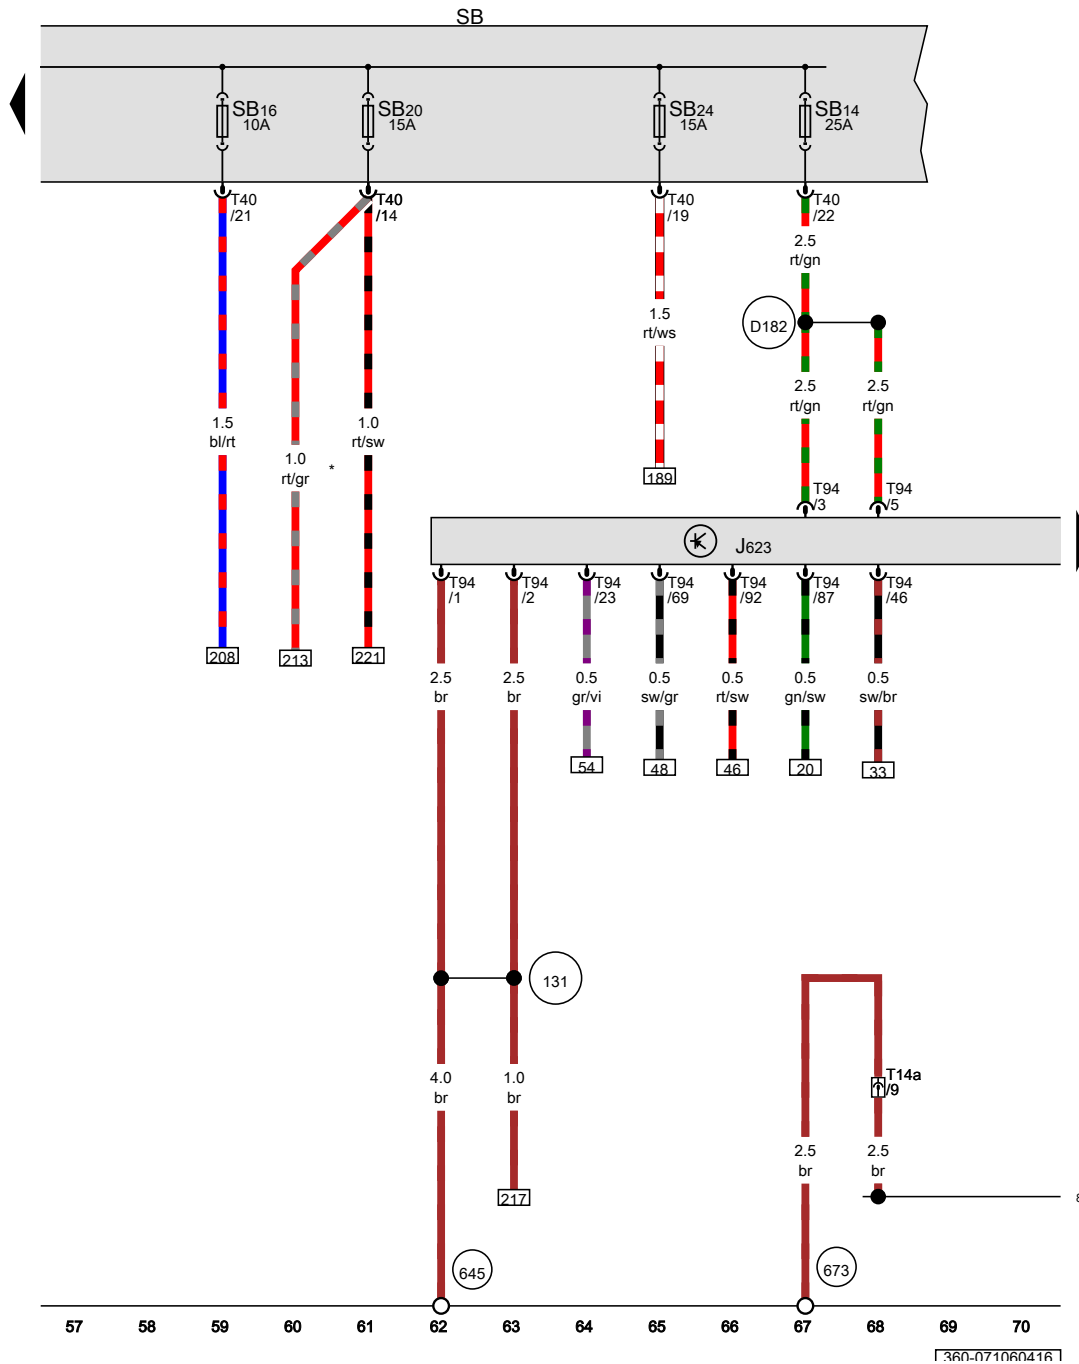 SB
SB16
10A
SB20
15A
SB24
15A
SB14
25A
T40
/21
T40
/14
T40
/19
T40
/22
2.5
rt/gn
D182
1.5
rt/ws
2.5
rt/gn
2.5
rt/gn
1.5
bl/rt
1.0
rt/sw
1.0
rt/gr
*
189
T94
/3
T94
/5
J623
T94
/1
T94
/2
T94
/23
T94
/69
T94
/92
T94
/87
T94
/46
208
213
221
2.5
br
2.5
br
0.5
gr/vi
0.5
sw/gr
0.5
rt/sw
0.5
gn/sw
0.5
sw/br
54
48
46
20
33
131
4.0
br
1.0
br
T14a
/9
2.5
br
2.5
br
217
645
673
57 58 59 60 61 62 63 64 65 66 67 68 69 70
360-071060416